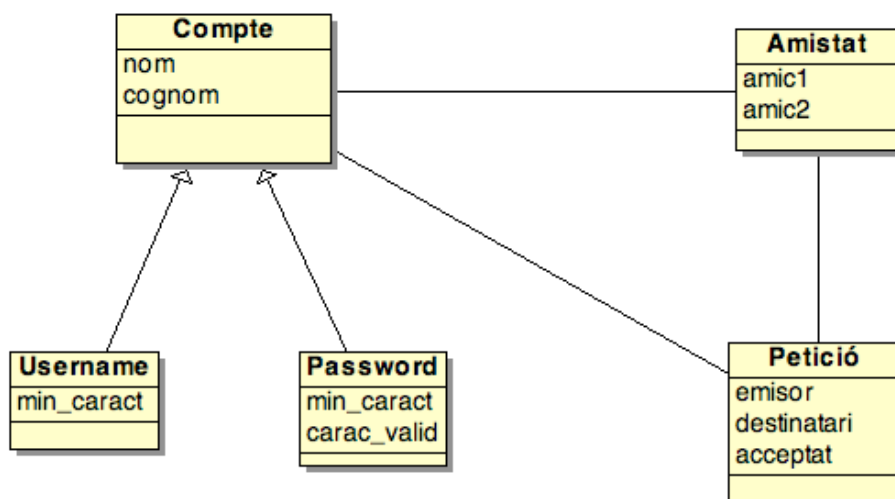 Compte
nom
cognom
Amistat
amic1
amic2
Username
min_caract
Password
min_caract
carac_valid
Petició
emisor
destinatari
acceptat